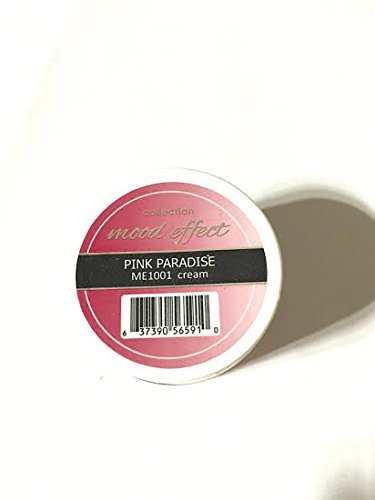 collection
mood effect
PINK PARADISE
ME1001 cream
6 37390 56591 0